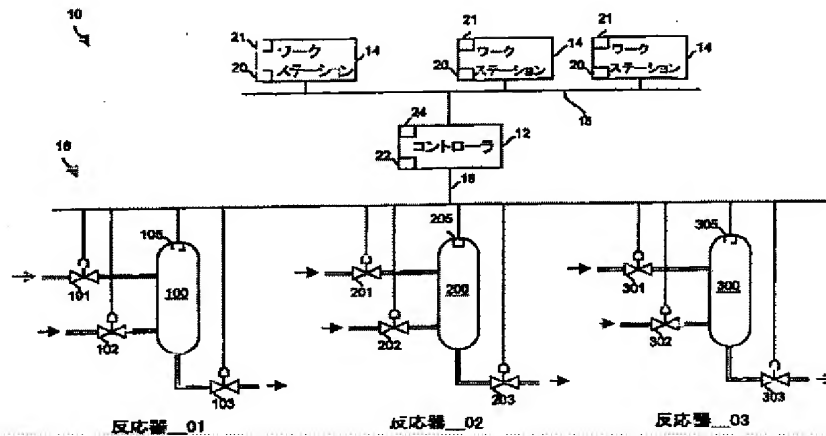 10
21 ワーク 14
20 ステーション
21 ワーク 14
20 ステーション
21 ワーク 14
20 ステーション
24
コントローラ 12
22
18
105 205 305
101 100 201 200 301 300
102 202 302
103 203 303
反応器__01 反応器__02 反応器__03